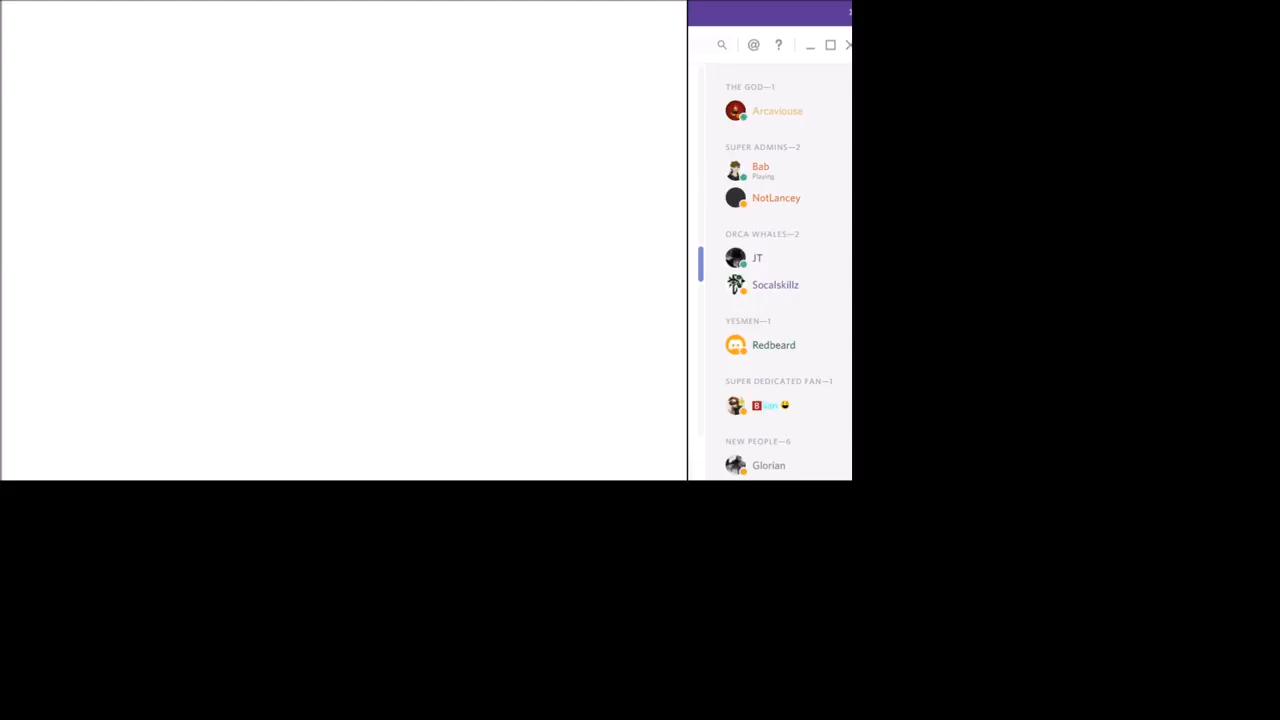 @ ?
THE GOD—1
Arcaviouse
SUPER ADMINS—2
Bab
Playing
NotLancey
ORCA WHALES—2
JT
Socalskillz
YESMEN—1
Redbeard
SUPER DEDICATED FAN—1
B
NEW PEOPLE—6
Glorian